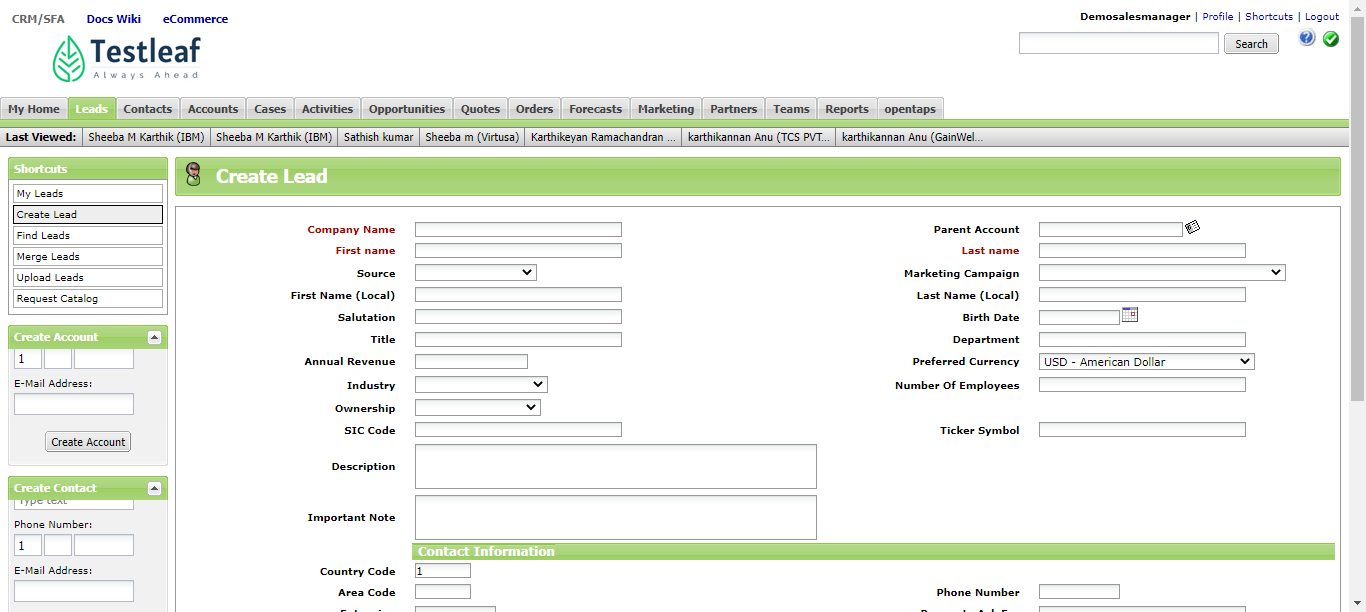 CRM/SFA Docs Wiki eCommerce
Demosalesmanager | Profile | Shortcuts | Logout
Testleaf
Always Ahead
Search
My Home Leads Contacts Accounts Cases Activities Opportunities Quotes Orders Forecasts Marketing Partners Teams Reports opentaps
Last Viewed: Sheeba M Karthik (IBM) Sheeba M Karthik (IBM) Sathish kumar Sheeba m (Virtusa) Karthikeyan Ramachandran ... karthikannan Anu (TCS PVT... karthikannan Anu (GainWel...
Shortcuts
My Leads
Create Lead
Find Leads
Merge Leads
Upload Leads
Request Catalog
Create Account
1
E-Mail Address:
Create Account
Create Contact
Type text
Phone Number:
1
E-Mail Address:
Create Lead
Company Name Parent Account
First name Last name
Source Marketing Campaign
First Name (Local) Last Name (Local)
Salutation Birth Date
Title Department
Annual Revenue Preferred Currency USD - American Dollar
Industry Number Of Employees
Ownership
SIC Code Ticker Symbol
Description
Important Note
Contact Information
Country Code 1
Area Code Phone Number